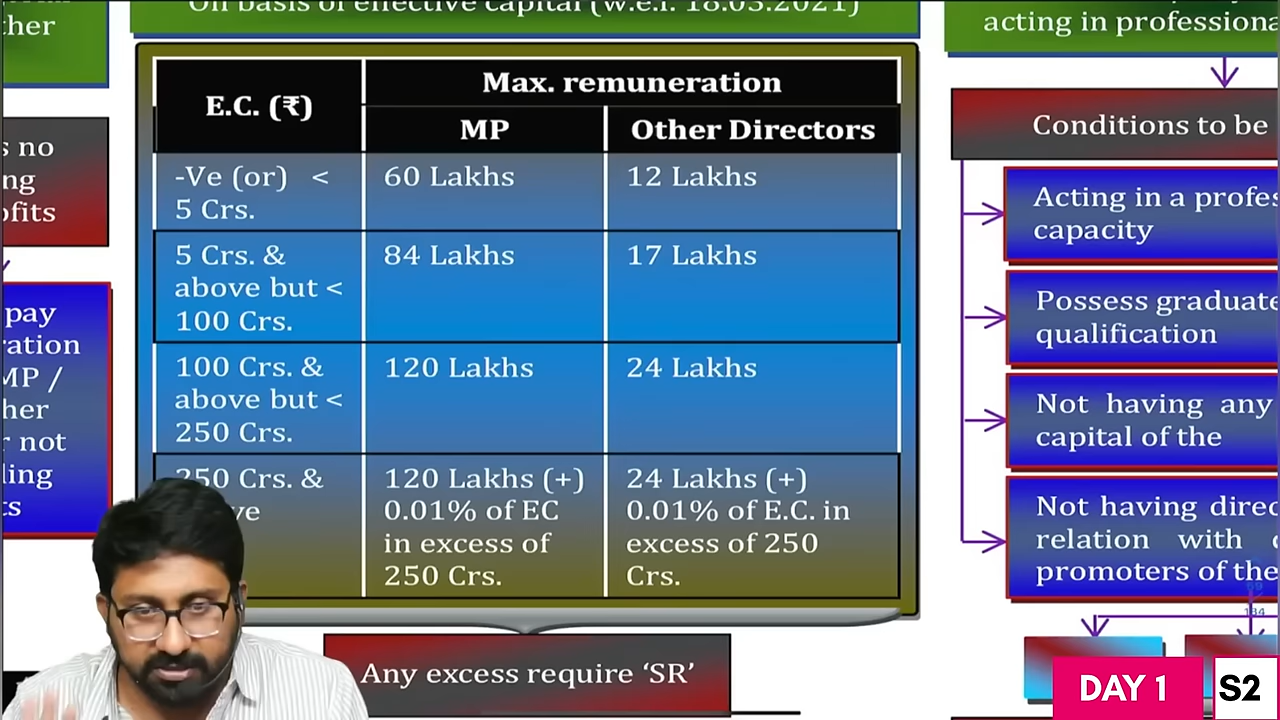 On basis of effective capital (w.e.f. 18.03.2021)
ther
acting in
E.C. (₹)
Max. remuneration
MP
Other Directors
-Ve (or) <
5 Crs.
60 Lakhs
12 Lakhs
5 Crs. &
above but <
100 Crs.
84 Lakhs
17 Lakhs
100 Crs. &
above but <
250 Crs.
120 Lakhs
24 Lakhs
250 Crs. &
120 Lakhs (+)
0.01% of EC
in excess of
250 Crs.
24 Lakhs (+)
0.01% of E.C. in
excess of 250
Crs.
Any excess require ‘SR’
s no
ng
ofits
pay
ration
MP /
her
r not
ling
ts
Conditions to be
Acting in a profes
capacity
Possess graduate
qualification
Not having any
capital of the
Not having direc
relation with
promoters of the
184
DAY 1
S2